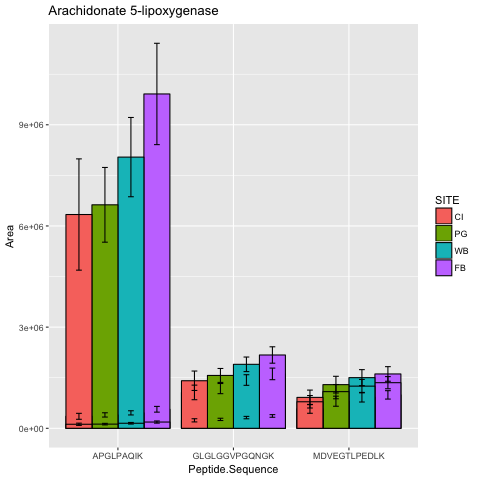 Arachidonate 5-lipoxygenase
9e+06
6e+06
3e+06
0e+00
Area
APGLPAQIK GLGLGGVPGQNGK MDVEGTLPEDLK
Peptide.Sequence
SITE
CI
PG
WB
FB